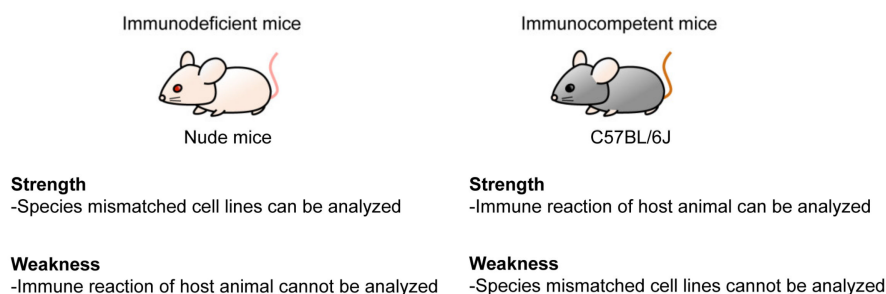 Immunodeficient mice
Nude mice
Strength
-Species mismatched cell lines can be analyzed
Weakness
-Immune reaction of host animal cannot be analyzed
Immunocompetent mice
C57BL/6J
Strength
-Immune reaction of host animal can be analyzed
Weakness
-Species mismatched cell lines cannot be analyzed